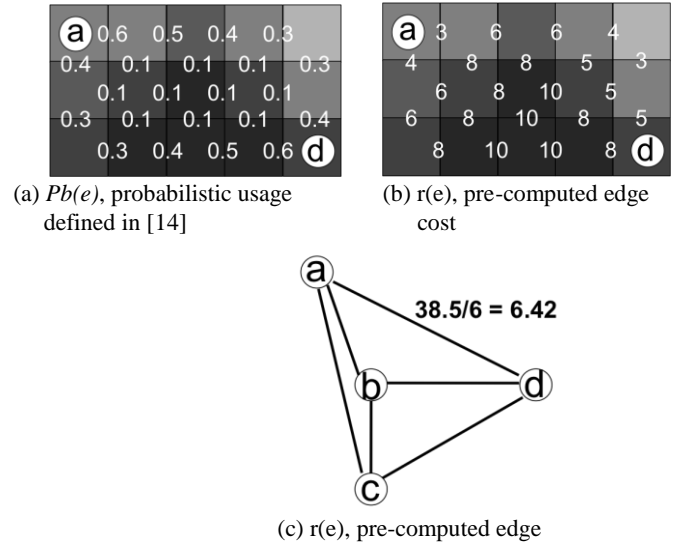 a 0.6 0.5 0.4 0.3
0.4 0.1 0.1 0.1 0.3
0.1 0.1 0.1 0.1
0.3 0.1 0.1 0.1 0.4
0.3 0.4 0.5 0.6 d
(a) Pb(e), probabilistic usage
defined in [14]
a 3 6 6 4
4 8 8 5 3
6 8 10 5
6 8 10 8 5
8 10 10 8 d
(b) r(e), pre-computed edge
cost
a
38.5/6 = 6.42
b d
c
(c) r(e), pre-computed edge